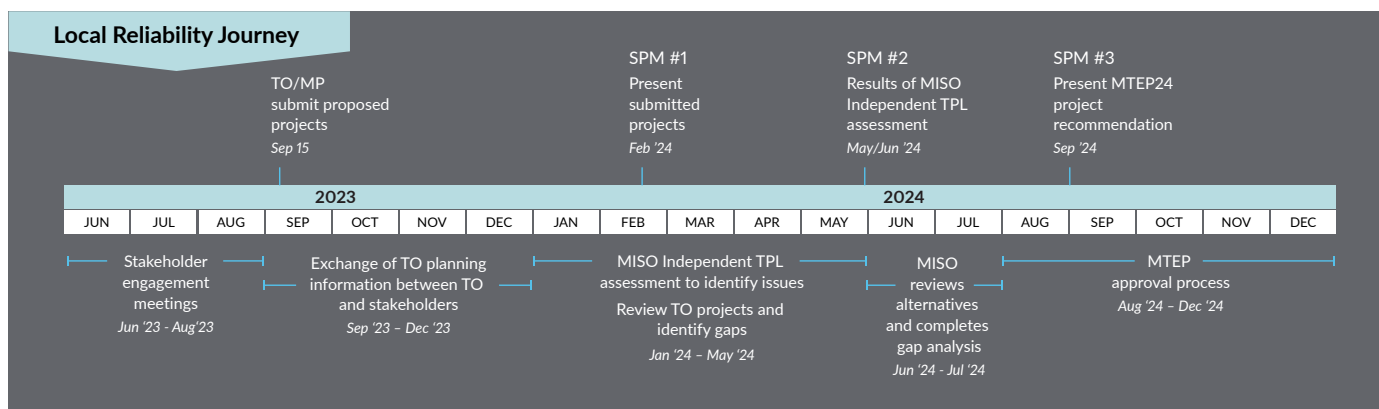 Local Reliability Journey
TO/MP
submit proposed
projects
Sep 15
SPM #1
Present
submitted
projects
Feb ‘24
SPM #2
Results of MISO
Independent TPL
assessment
May/Jun ‘24
SPM #3
Present MTEP24
project
recommendation
Sep ‘24
2023 2024
JUN JUL AUG SEP OCT NOV DEC JAN FEB MAR APR MAY JUN JUL AUG SEP OCT NOV DEC
Stakeholder
engagement
meetings
Jun ‘23 - Aug‘23
Exchange of TO planning
information between TO
and stakeholders
Sep ‘23 – Dec ‘23
MISO Independent TPL
assessment to identify issues
Review TO projects and
identify gaps
Jan ‘24 – May ‘24
MISO
reviews
alternatives
and completes
gap analysis
Jun ‘24 - Jul ‘24
MTEP
approval process
Aug ‘24 – Dec ‘24